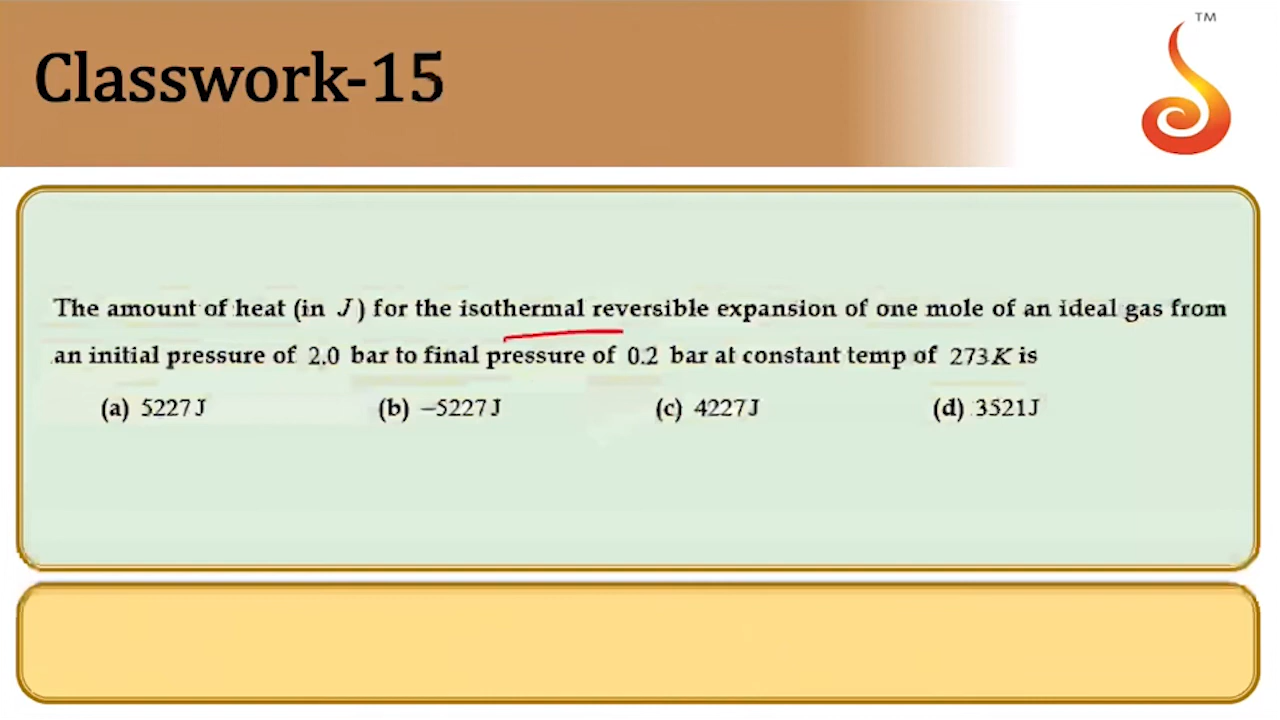 TM
Classwork-15
The amount of heat (in J) for the isothermal reversible expansion of one mole of an ideal gas from
an initial pressure of 2.0 bar to final pressure of 0.2 bar at constant temp of 273K is
(a) 5227 J (b) –5227 J (c) 4227 J (d) 3521J